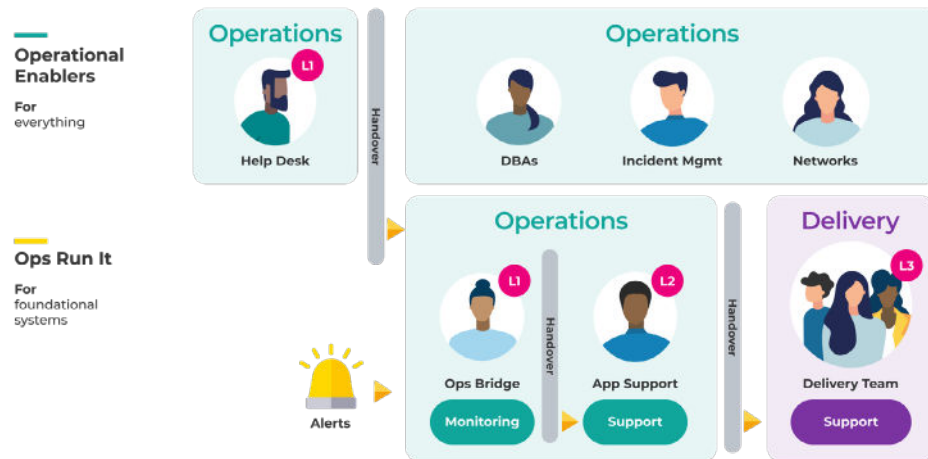 Operational
Enablers
For
everything
Operations
L1
Help Desk
Handover
Operations
DBAs
Incident Mgmt
Networks
Ops Run It
For
foundational
systems
Alerts
Operations
L1
Ops Bridge
Monitoring
Handover
L2
App Support
Support
Handover
Delivery
L3
Delivery Team
Support